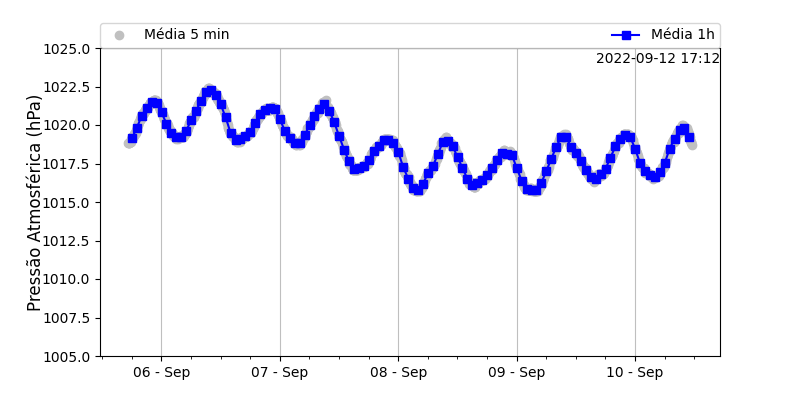 Média 5 min
Média 1h
2022-09-12 17:12
Pressão Atmosférica (hPa)
1025.0
1022.5
1020.0
1017.5
1015.0
1012.5
1010.0
1007.5
1005.0
06 - Sep
07 - Sep
08 - Sep
09 - Sep
10 - Sep